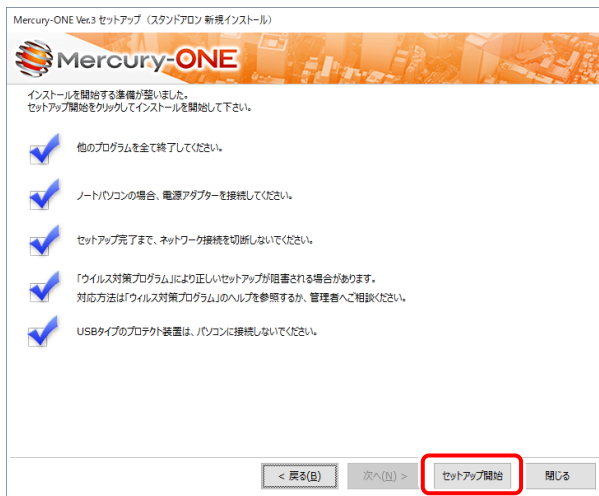 Mercury-ONE Ver.3 セットアップ（スタンドアロン 新規インストール）
Mercury-ONE
インストールを開始する準備が整いました。
セットアップ開始をクリックしてインストールを開始して下さい。
他のプログラムを全て終了してください。
ノートパソコンの場合、電源アダプターを接続してください。
セットアップ完了まで、ネットワーク接続を切断しないでください。
「ウイルス対策プログラム」により正しいセットアップが阻害される場合があります。
対応方法は「ウィルス対策プログラム」のヘルプを参照するか、管理者へご相談ください。
USBタイプのプロテクト装置は、パソコンに接続しないでください。
< 戻る(B)
次へ(N) >
セットアップ開始
閉じる